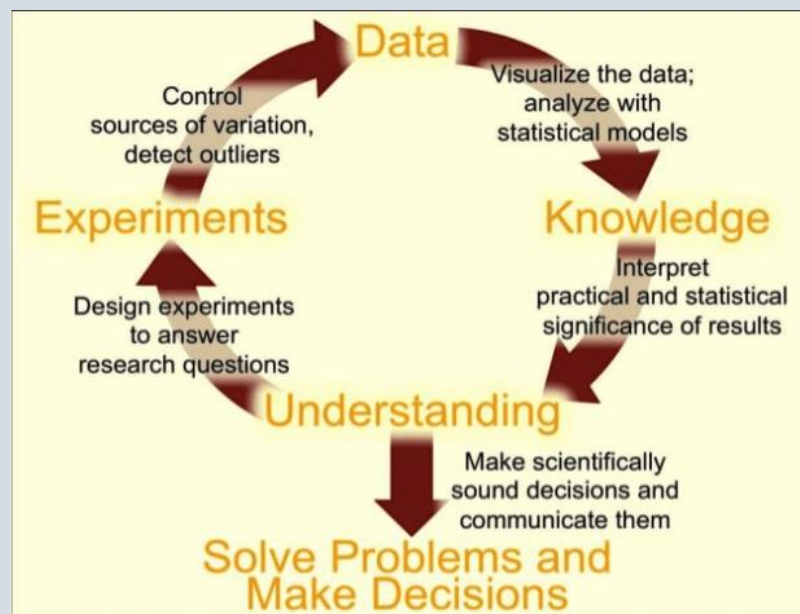 Data
Visualize the data;
analyze with
statistical models
Knowledge
Interpret
practical and statistical
significance of results
Understanding
Design experiments
to answer
research questions
Experiments
Control
sources of variation,
detect outliers
Make scientifically
sound decisions and
communicate them
Solve Problems and
Make Decisions